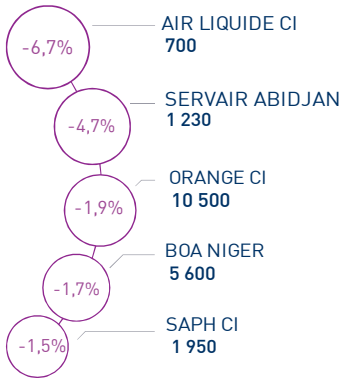 -6,7%
AIR LIQUIDE CI
700
-4,7%
SERVAIR ABIDJAN
1 230
-1,9%
ORANGE CI
10 500
-1,7%
BOA NIGER
5 600
-1,5%
SAPH CI
1 950